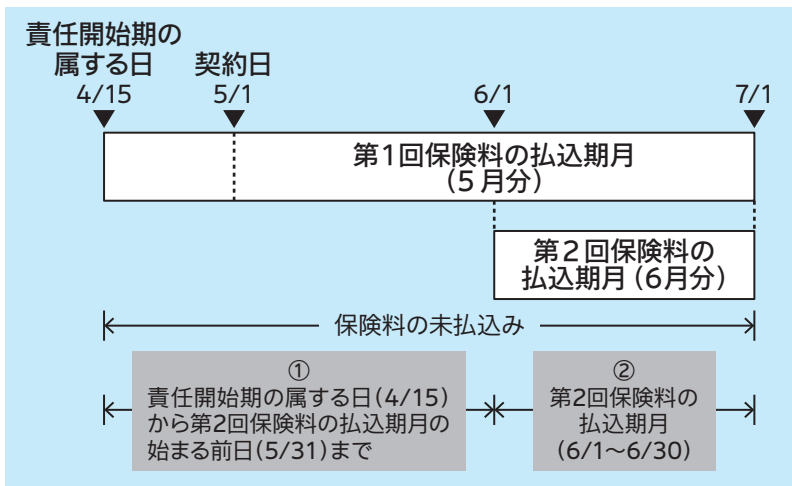 責任開始期の
属する日
4/15
契約日
5/1
6/1
7/1
第1回保険料の払込期月
(5月分)
第2回保険料の
払込期月(6月分)
保険料の未払込み
①
責任開始期の属する日(4/15)
から第2回保険料の払込期月の
始まる前日(5/31)まで
②
第2回保険料の
払込期月
(6/1~6/30)